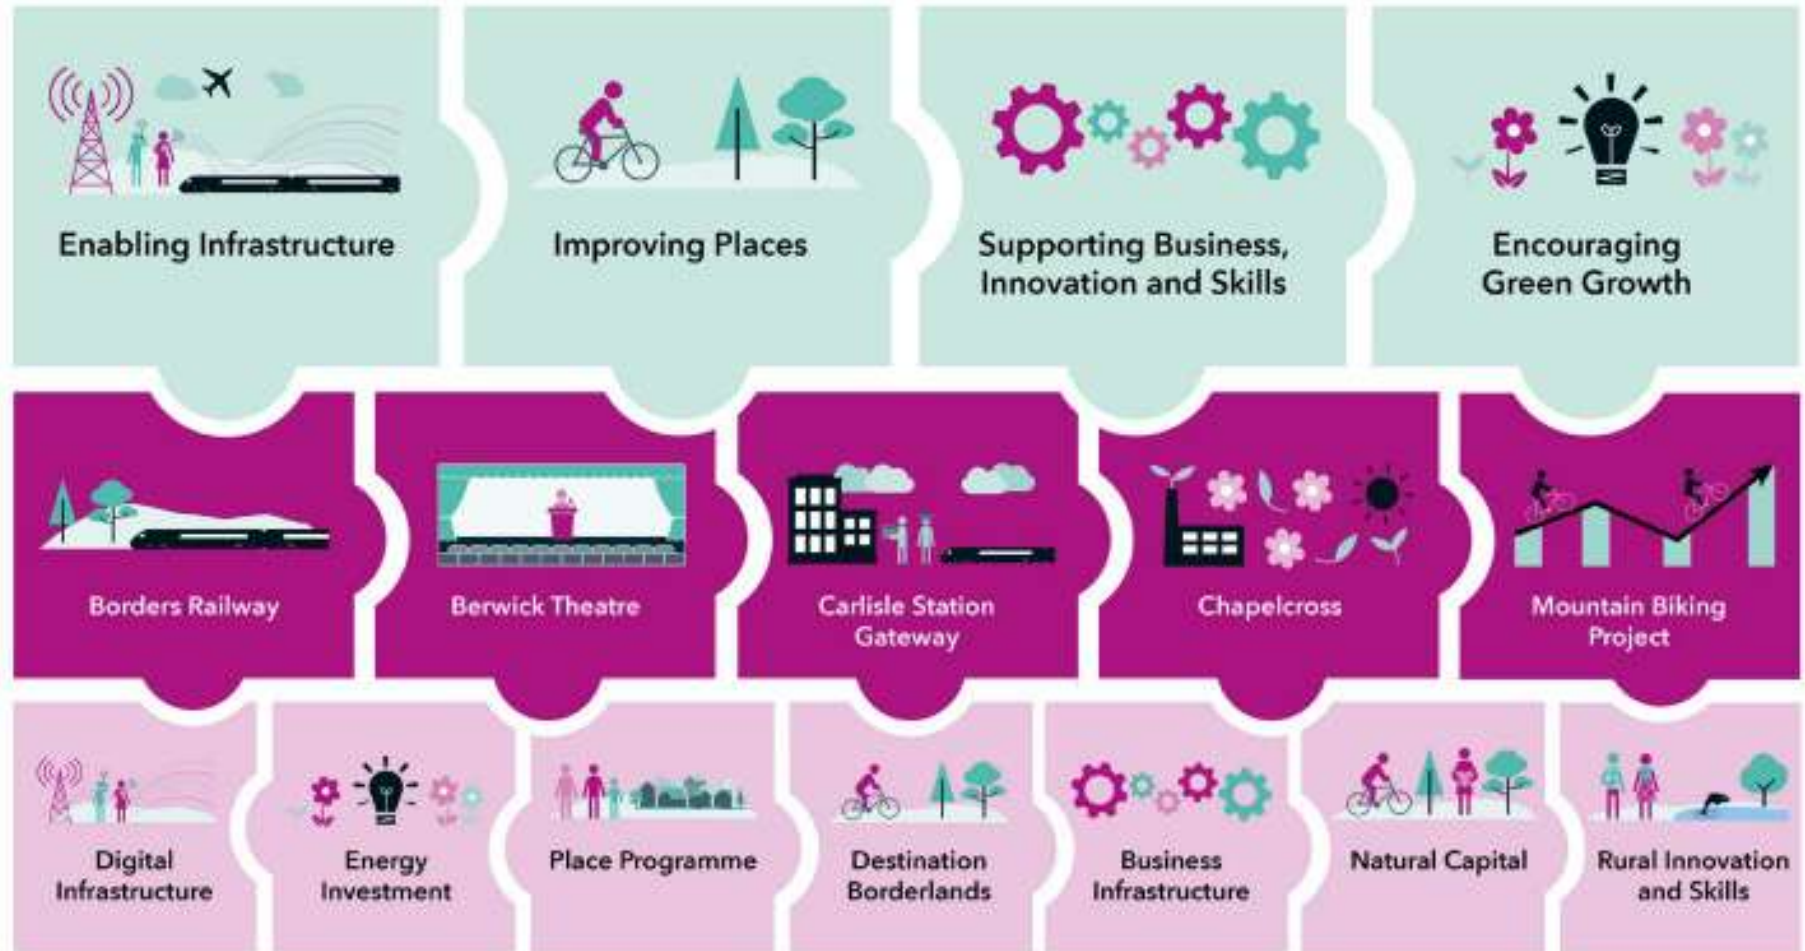 Enabling Infrastructure
Improving Places
Supporting Business,
Innovation and Skills
Encouraging
Green Growth
Borders Railway
Berwick Theatre
Carlisle Station
Gateway
Chapelcross
Mountain Biking
Project
Digital
Infrastructure
Energy
Investment
Place Programme
Destination
Borderlands
Business
Infrastructure
Natural Capital
Rural Innovation
and Skills